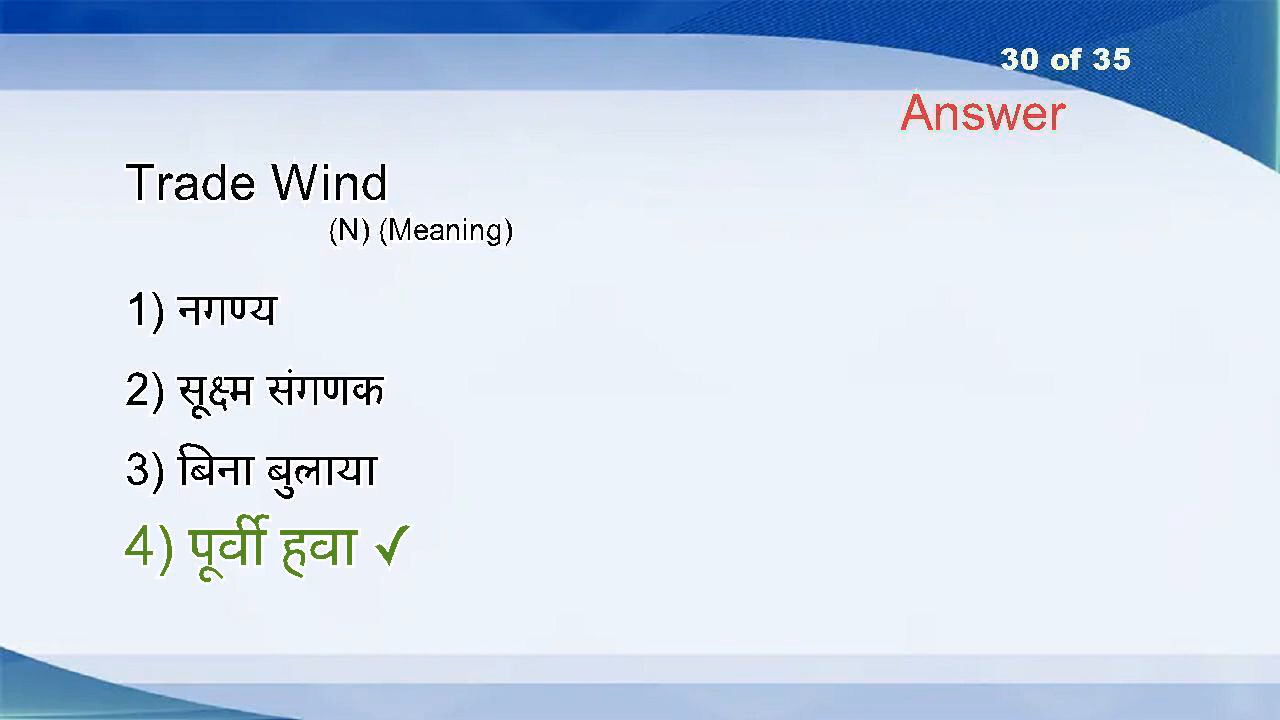 30 of 35
Answer
Trade Wind
(N) (Meaning)
1) नगण्य
2) सूक्ष्म संगणक
3) बिना बुलाया
4) पूर्वी हवा ✓